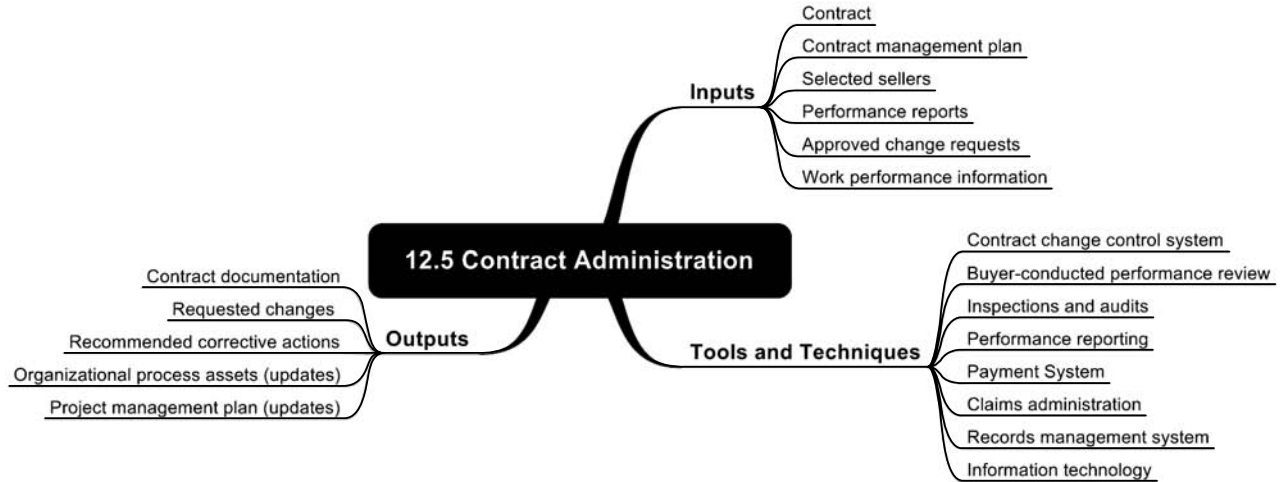 Contract
Contract management plan
Selected sellers
Inputs
Performance reports
Approved change requests
Work performance information
12.5 Contract Administration
Contract documentation
Requested changes
Outputs
Recommended corrective actions
Organizational process assets (updates)
Project management plan (updates)
Contract change control system
Buyer-conducted performance review
Inspections and audits
Performance reporting
Tools and Techniques
Payment System
Claims administration
Records management system
Information technology